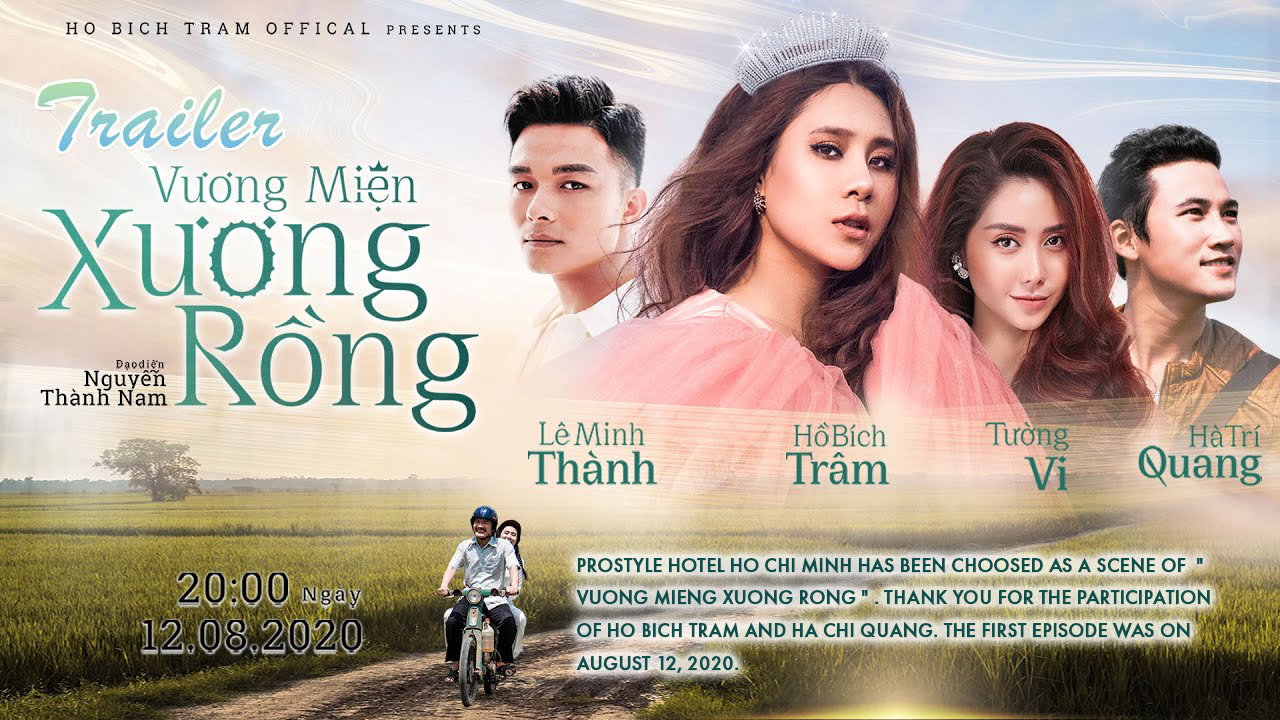 HO BICH TRAM OFFICAL PRESENTS
Trailer
Vương Miện
Xương
Rồng
Đạo diễn
Nguyễn
Thành Nam
Lê Minh
Thành
Hồ Bích
Trâm
Tường
Vi
Hà Trí
Quang
20:00 Ngay
12.08.2020
PROSTYLE HOTEL HO CHI MINH HAS BEEN CHOOSED AS A SCENE OF "
VUONG MIENG XUONG RONG " . THANK YOU FOR THE PARTICIPATION
OF HO BICH TRAM AND HA CHI QUANG. THE FIRST EPISODE WAS ON
AUGUST 12, 2020.